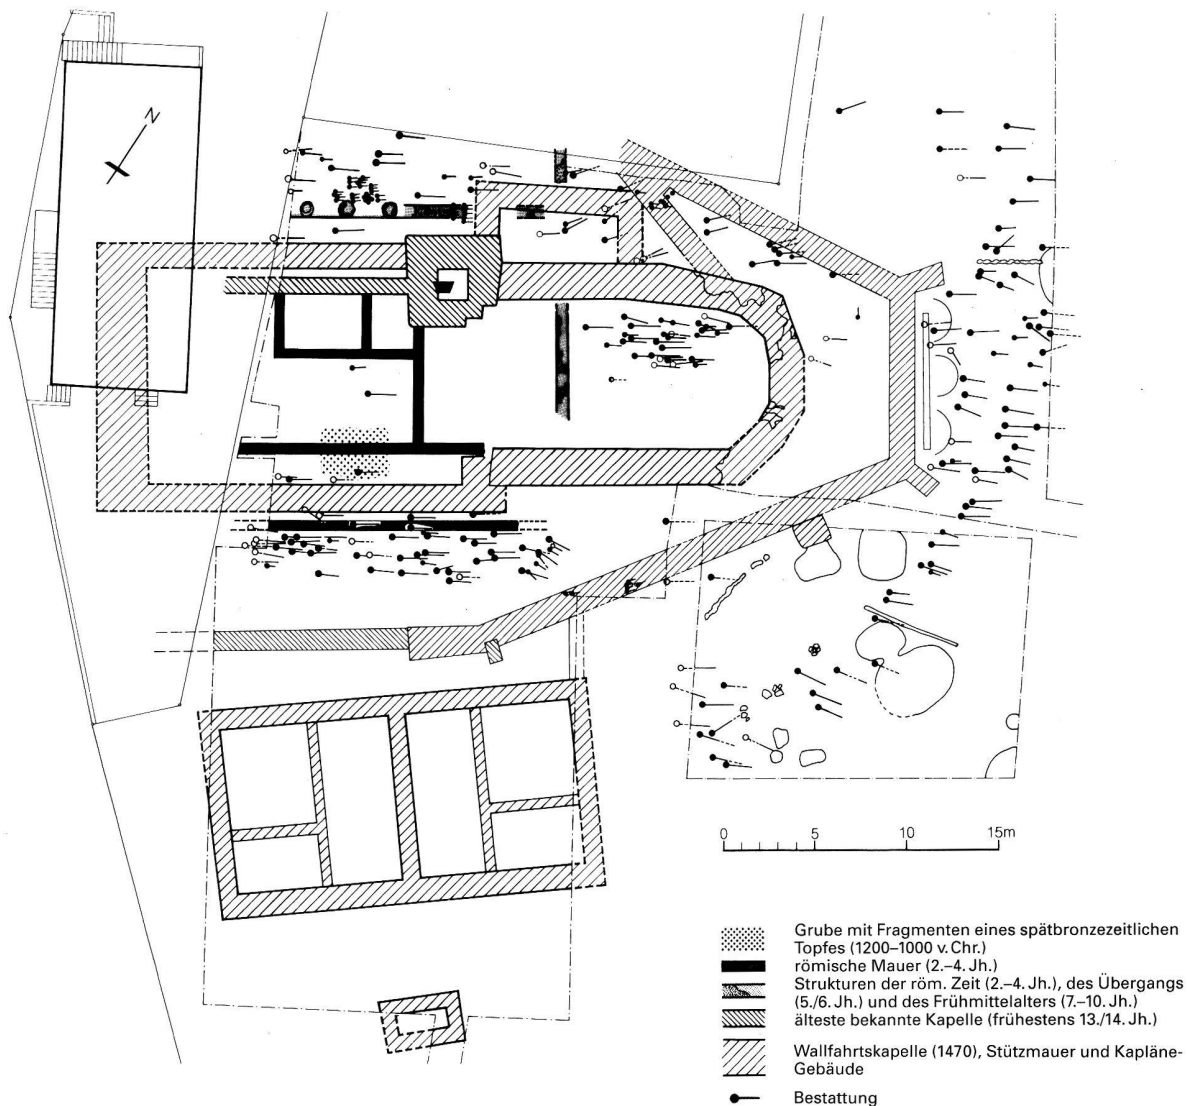 N
0 5 10 15m
Grube mit Fragmenten eines spätbronzezeitlichen
Topfes (1200–1000 v. Chr.)
römische Mauer (2.–4. Jh.)
Strukturen der röm. Zeit (2.–4. Jh.), des Übergangs
(5./6. Jh.) und des Frühmittelalters (7.–10. Jh.)
älteste bekannte Kapelle (frühestens 13./14. Jh.)
Wallfahrtskapelle (1470), Stützmauer und Kapläne-
Gebäude
Bestattung